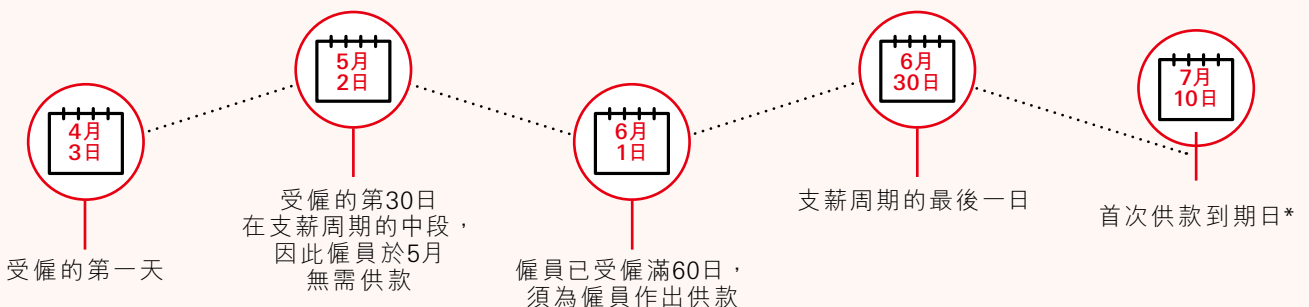 4月
3日
受僱的第一天
5月
2日
受僱的第30日
在支薪周期的中段，
因此僱員於5月
無需供款
6月
1日
僱員已受僱滿60日，
須為僱員作出供款
6月
30日
支薪周期的最後一日
7月
10日
首次供款到期日*